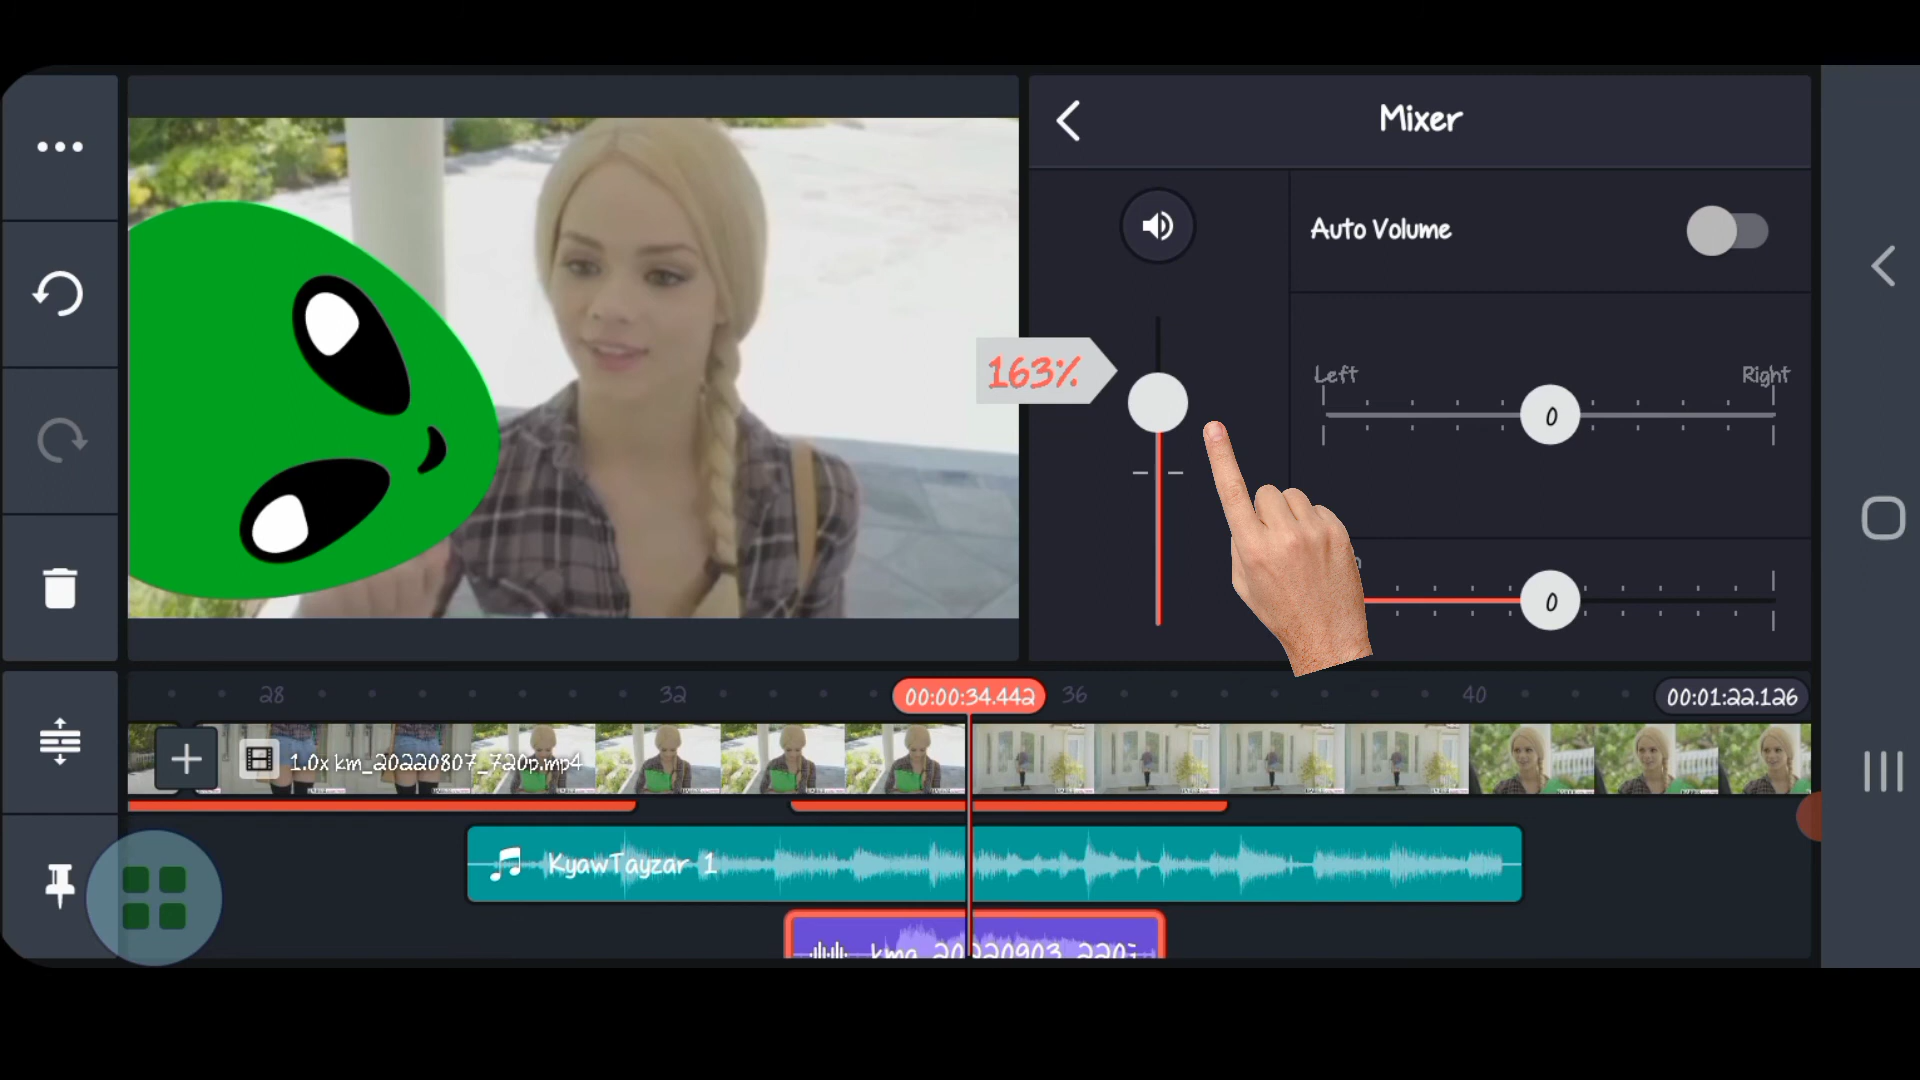 Mixer
Auto Volume
163%
Left
Right
0
0
28
32
00:00:34.442
36
40
00:01:22.126
1.0x km_20220807_720p.mp4
KyawTayzar 1